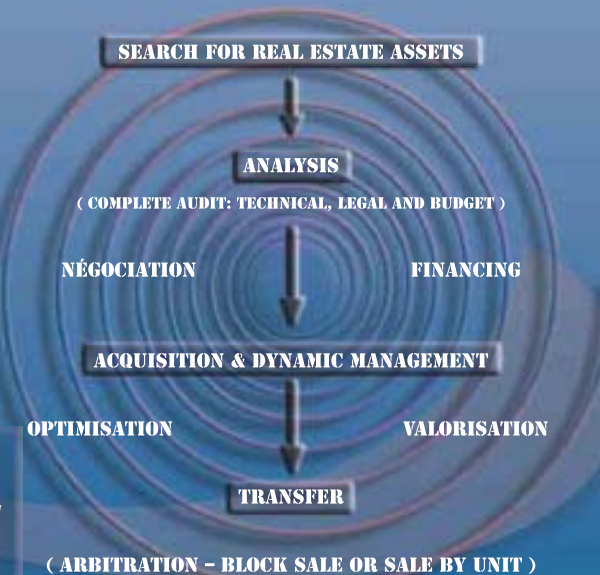 SEARCH FOR REAL ESTATE ASSETS
ANALYSIS
( COMPLETE AUDIT: TECHNICAL, LEGAL AND BUDGET )
NÉGOCIATION FINANCING
ACQUISITION & DYNAMIC MANAGEMENT
OPTIMISATION VALORISATION
TRANSFER
( ARBITRATION – BLOCK SALE OR SALE BY UNIT )